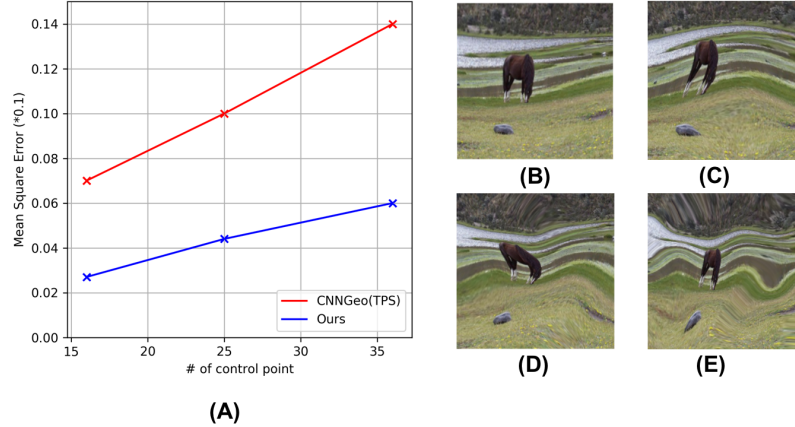 0.14
0.12
0.10
0.08
0.06
0.04
0.02
0.00
Mean Square Error (*0.1)
CNNGeo(TPS)
Ours
15 20 25 30 35
# of control point
(A)
(B)
(C)
(D)
(E)